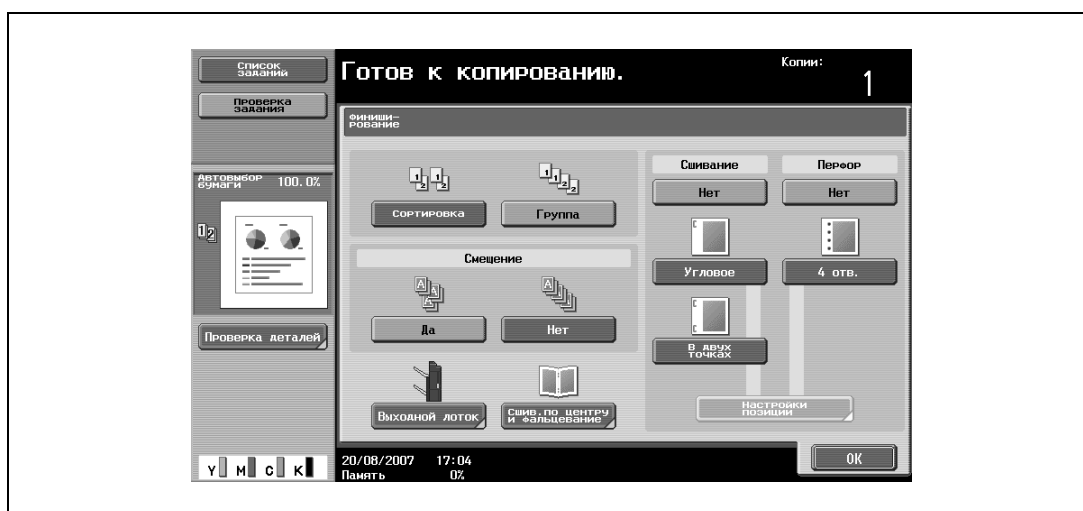 Список
заданий
Готов к копированию.
Копии:
1
Проверка
задания
Финиши-
рование
Автовыбор
бумаги
100.0%
Сшивание
Перфор
Нет
Нет
Сортировка
Группа
Смещение
Угловое
4 отв.
Да
Нет
Проверка деталей
В двух
точках
Выходной лоток
Сшив.по центру
и фальцевание
Настройки
позиции
Y M C K
20/08/2007 17:04
Память 0%
OK